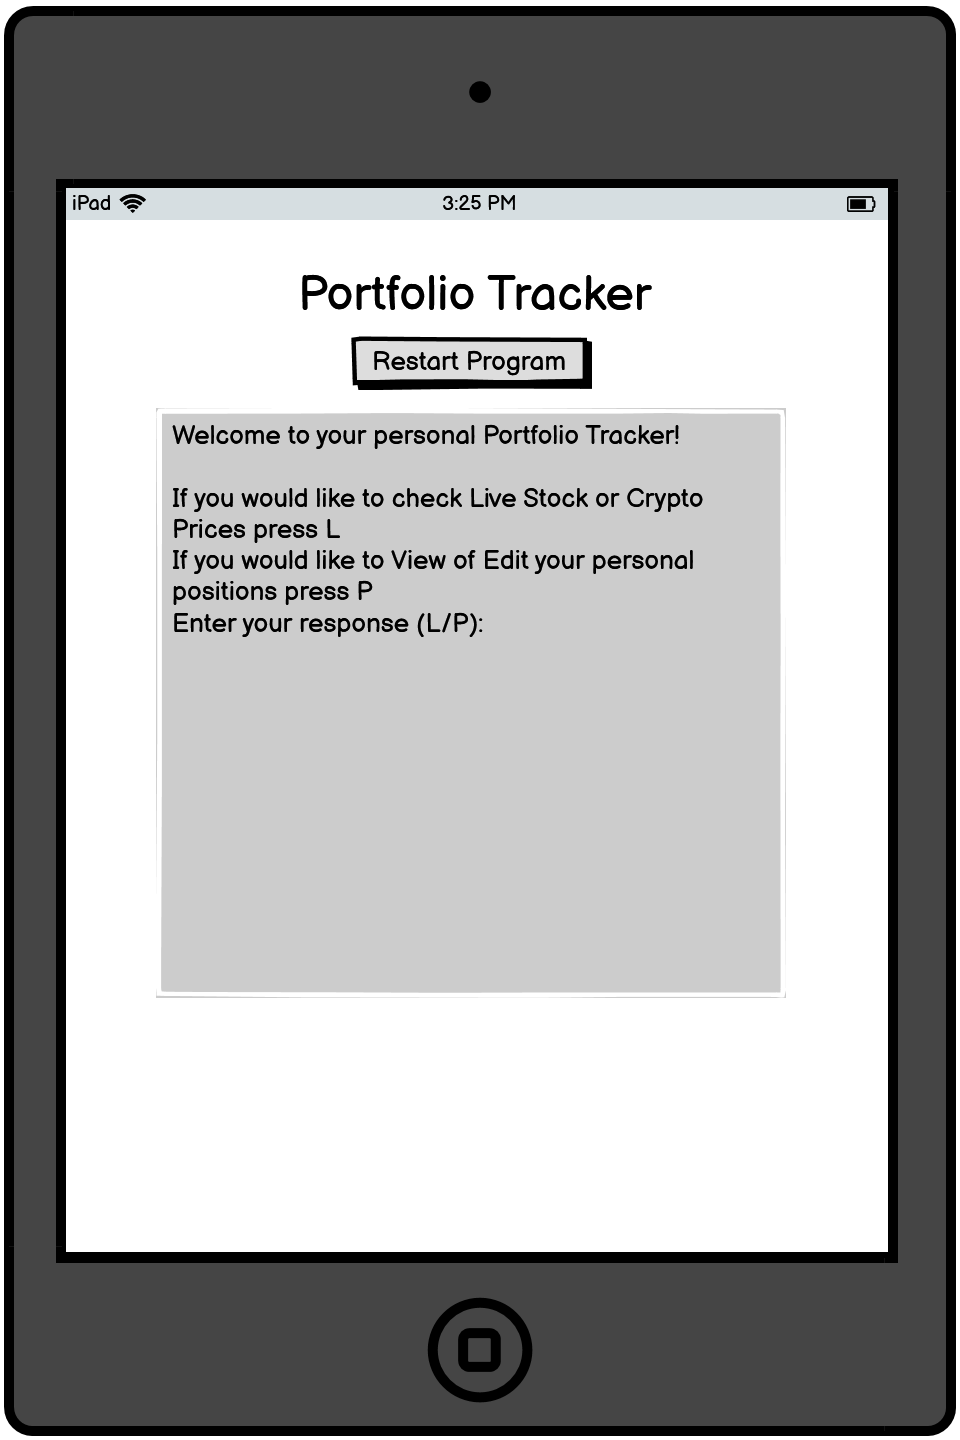 iPad
3:25 PM
Portfolio Tracker
Restart Program
Welcome to your personal Portfolio Tracker!
If you would like to check Live Stock or Crypto
Prices press L
If you would like to View of Edit your personal
positions press P
Enter your response (L/P):